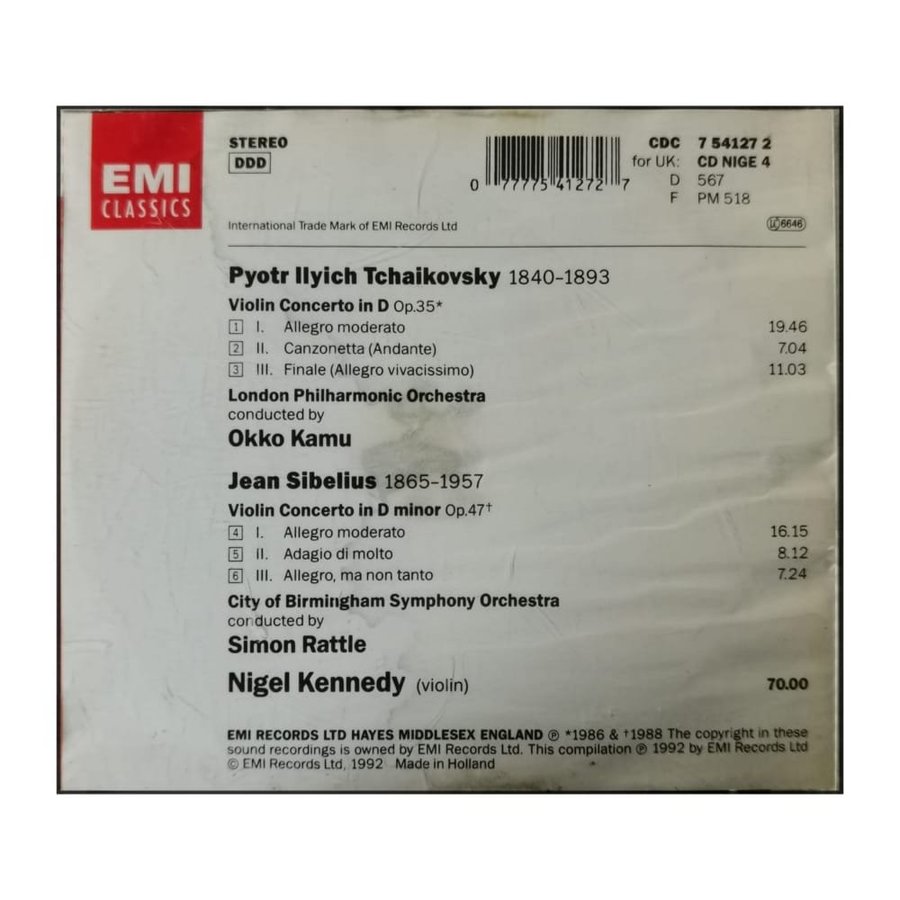 EMI
CLASSICS
STEREO
DDD
0 77775 41272 7
CDC 7 54127 2
for UK: CD NIGE 4
D 567
F PM 518
International Trade Mark of EMI Records Ltd
LC 6646
Pyotr Ilyich Tchaikovsky 1840–1893
Violin Concerto in D Op.35*
1 I. Allegro moderato 19.46
2 II. Canzonetta (Andante) 7.04
3 III. Finale (Allegro vivacissimo) 11.03
London Philharmonic Orchestra
conducted by
Okko Kamu
Jean Sibelius 1865–1957
Violin Concerto in D minor Op.47†
4 I. Allegro moderato 16.15
5 II. Adagio di molto 8.12
6 III. Allegro, ma non tanto 7.24
City of Birmingham Symphony Orchestra
conducted by
Simon Rattle
Nigel Kennedy (violin) 70.00
EMI RECORDS LTD HAYES MIDDLESEX ENGLAND ℗ *1986 & †1988 The copyright in these
sound recordings is owned by EMI Records Ltd. This compilation ℗ 1992 by EMI Records Ltd
© EMI Records Ltd, 1992 Made in Holland